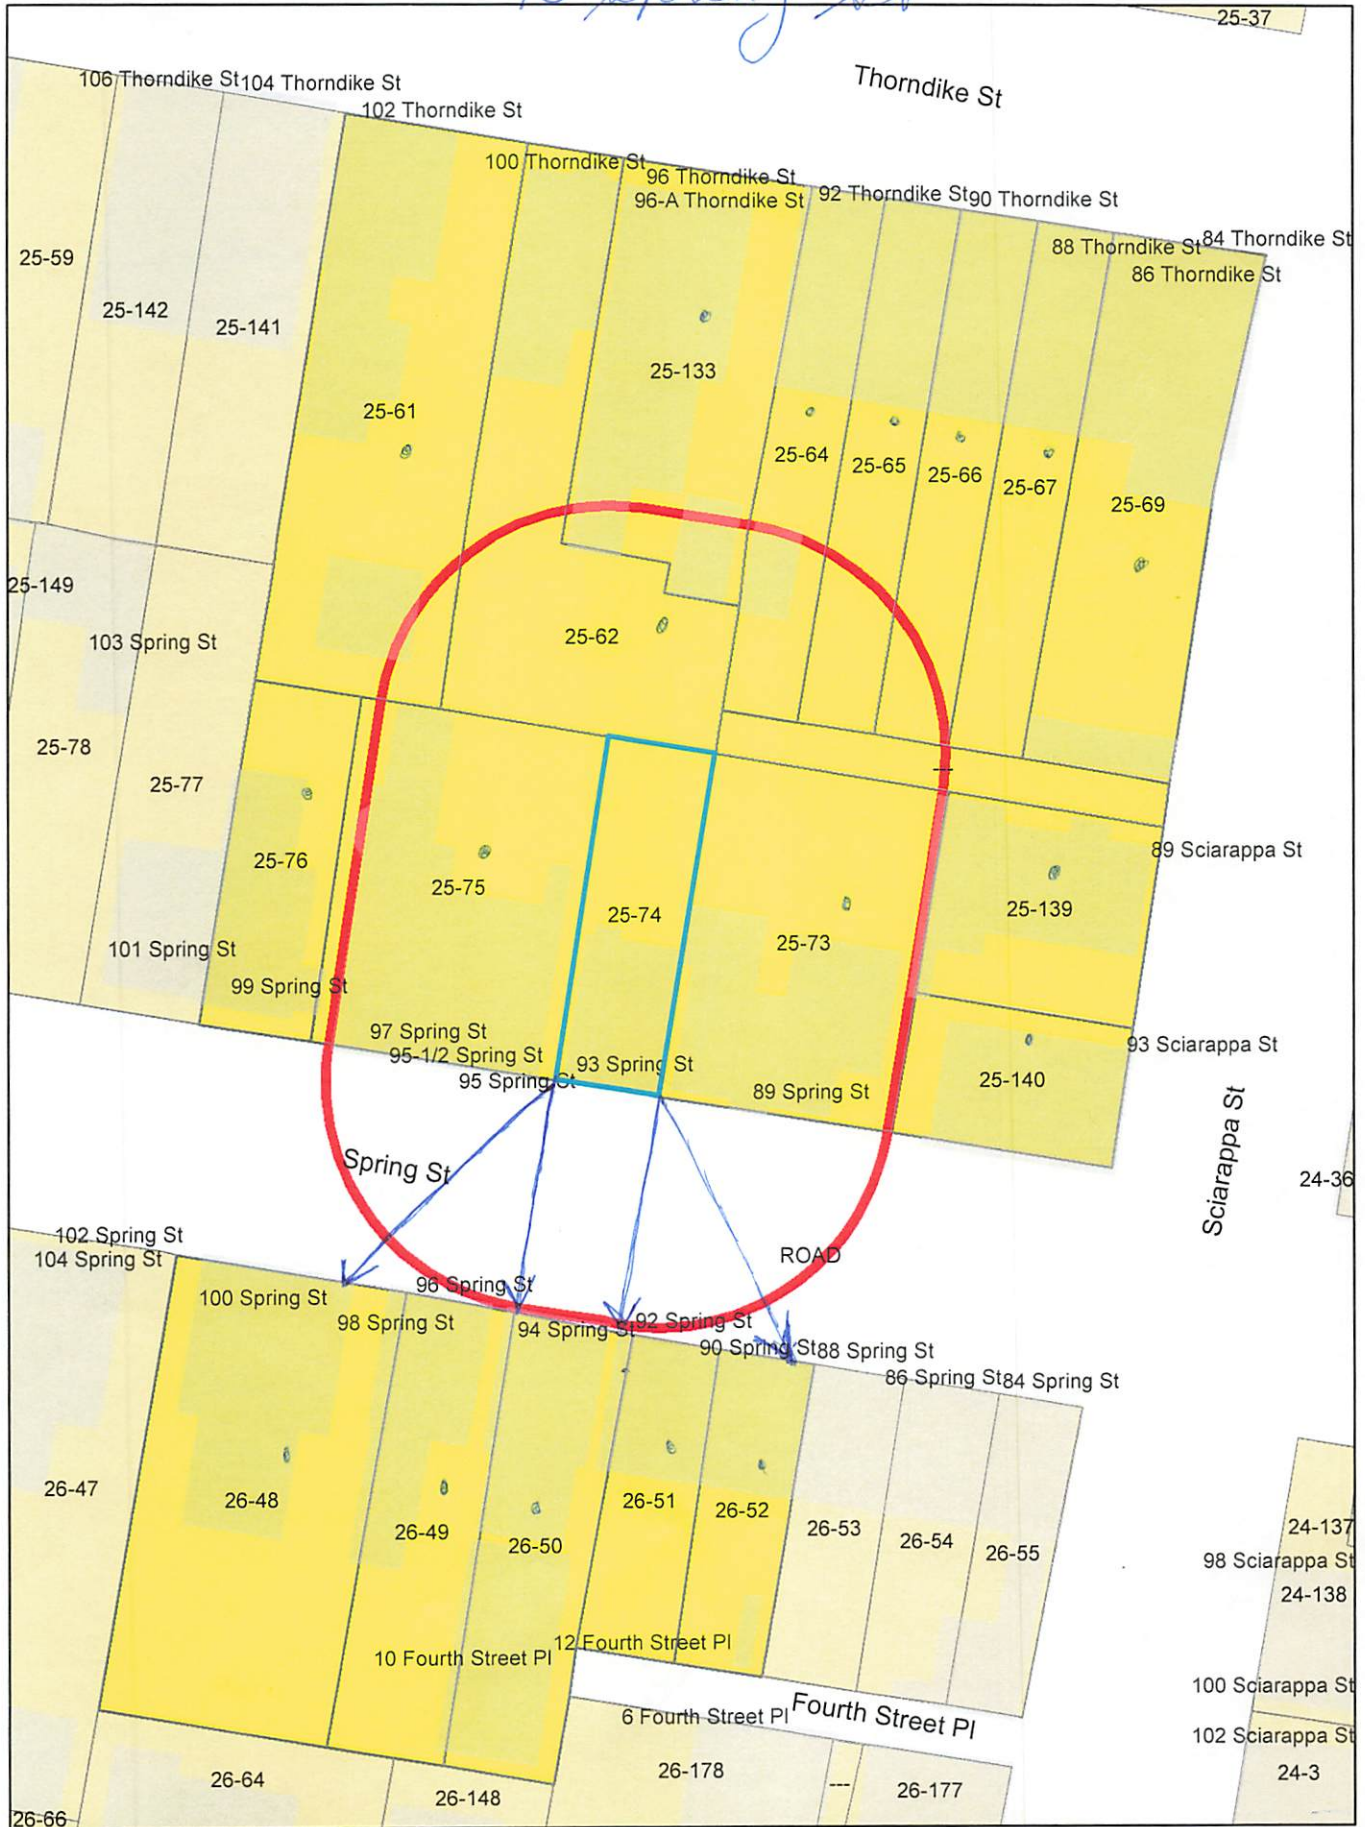 25-37
Thorndike St
106 Thorndike St
104 Thorndike St
102 Thorndike St
100 Thorndike St
96 Thorndike St
96-A Thorndike St
92 Thorndike St
90 Thorndike St
88 Thorndike St
84 Thorndike St
86 Thorndike St
25-59
25-142
25-141
25-133
25-61
25-64
25-65
25-66
25-67
25-69
25-149
103 Spring St
25-62
25-78
25-77
---
25-76
25-75
25-74
25-73
89 Sciarappa St
25-139
101 Spring St
99 Spring St
97 Spring St
95-1/2 Spring St
95 Spring St
93 Spring St
89 Spring St
25-140
93 Sciarappa St
Spring St
Sciarappa St
24-36
102 Spring St
104 Spring St
ROAD
100 Spring St
96 Spring St
98 Spring St
94 Spring St
92 Spring St
90 Spring St
88 Spring St
86 Spring St
84 Spring St
26-47
26-48
26-49
26-50
26-51
26-52
26-53
26-54
26-55
24-137
98 Sciarappa St
24-138
10 Fourth Street Pl
12 Fourth Street Pl
100 Sciarappa St
6 Fourth Street Pl
Fourth Street Pl
102 Sciarappa St
26-64
26-148
26-178
---
26-177
24-3
26-66